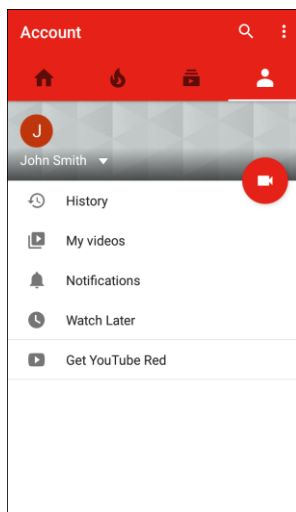 Account
J
John Smith
History
My videos
Notifications
Watch Later
Get YouTube Red